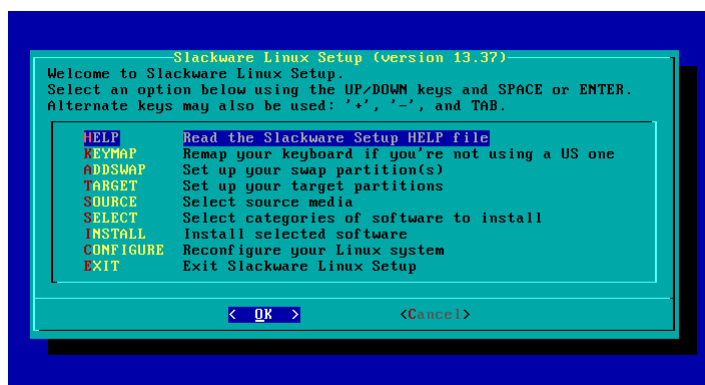 Slackware Linux Setup (version 13.37)
Welcome to Slackware Linux Setup.
Select an option below using the UP/DOWN keys and SPACE or ENTER.
Alternate keys may also be used: '+', '-', and TAB.
HELP Read the Slackware Setup HELP file
KEYMAP Remap your keyboard if you're not using a US one
ADDSWAP Set up your swap partition(s)
TARGET Set up your target partitions
SOURCE Select source media
SELECT Select categories of software to install
INSTALL Install selected software
CONFIGURE Reconfigure your Linux system
EXIT Exit Slackware Linux Setup
< OK > <Cancel>